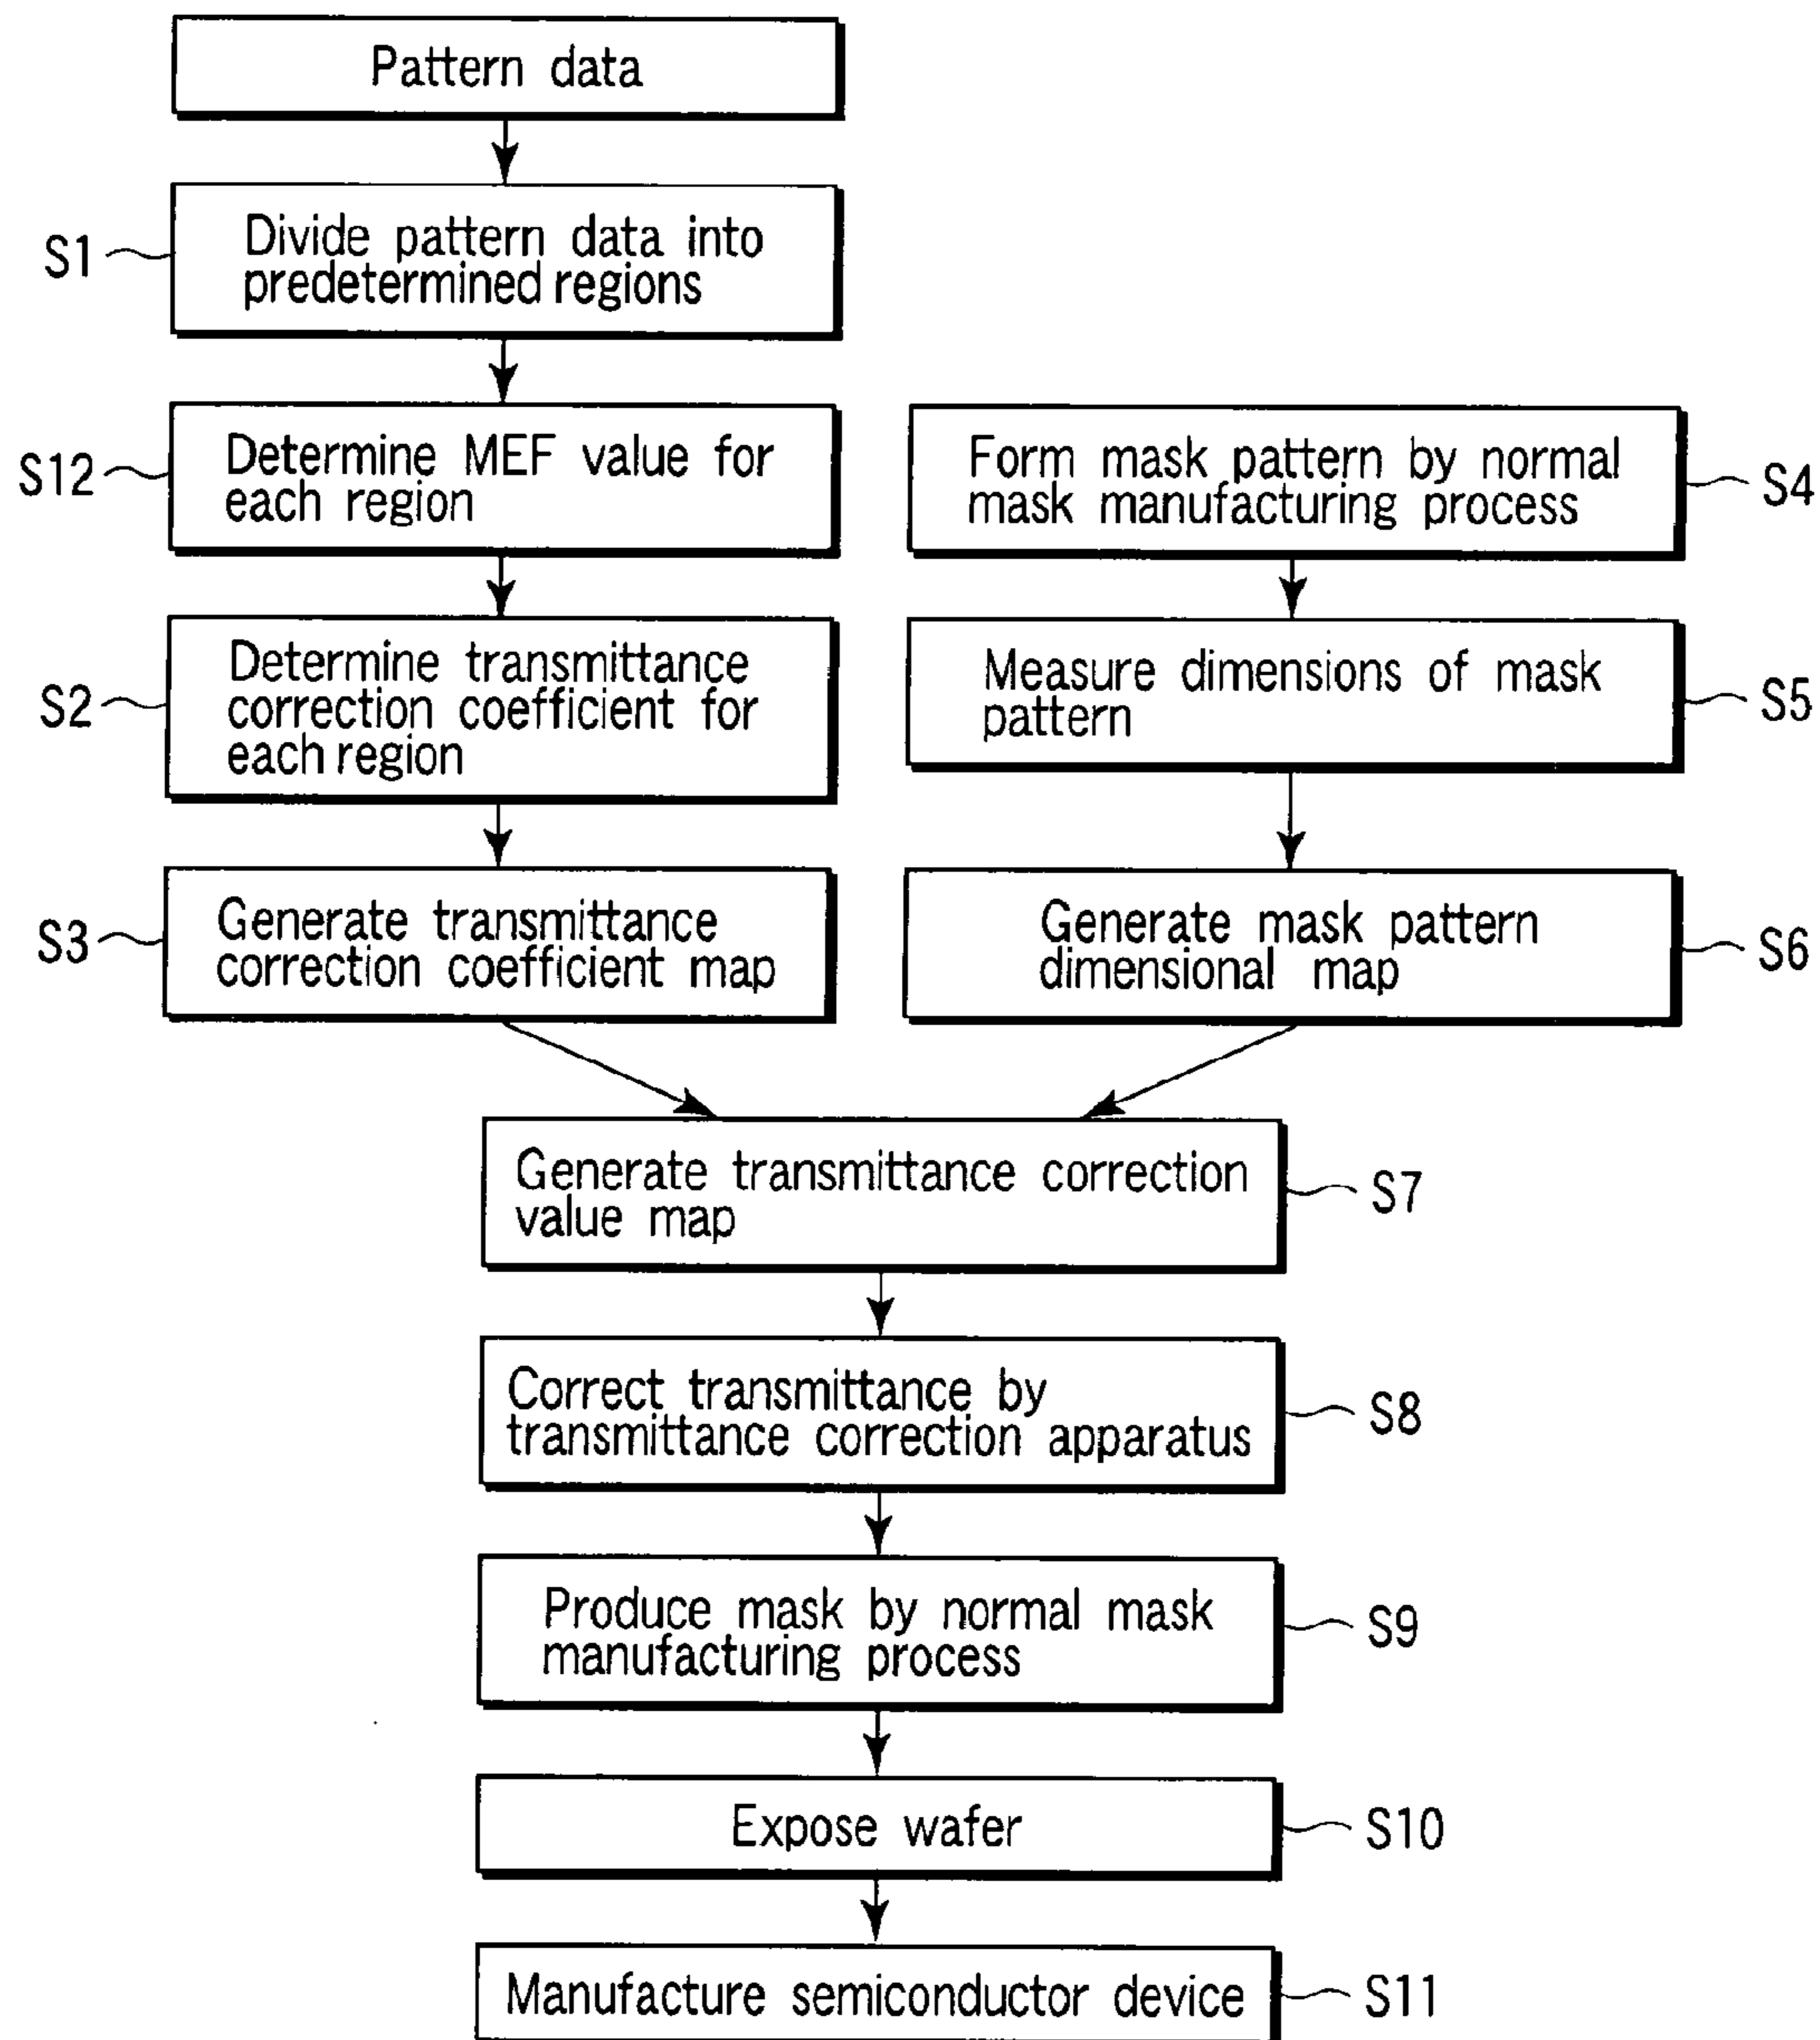 Pattern data
S1
Divide pattern data into
predetermined regions
S12
Determine MEF value for
each region
S2
Determine transmittance
correction coefficient for
each region
S3
Generate transmittance
correction coefficient map
Form mask pattern by normal
mask manufacturing process
S4
Measure dimensions of mask
pattern
S5
Generate mask pattern
dimensional map
S6
Generate transmittance correction
value map
S7
Correct transmittance by
transmittance correction apparatus
S8
Produce mask by normal mask
manufacturing process
S9
Expose wafer
S10
Manufacture semiconductor device
S11